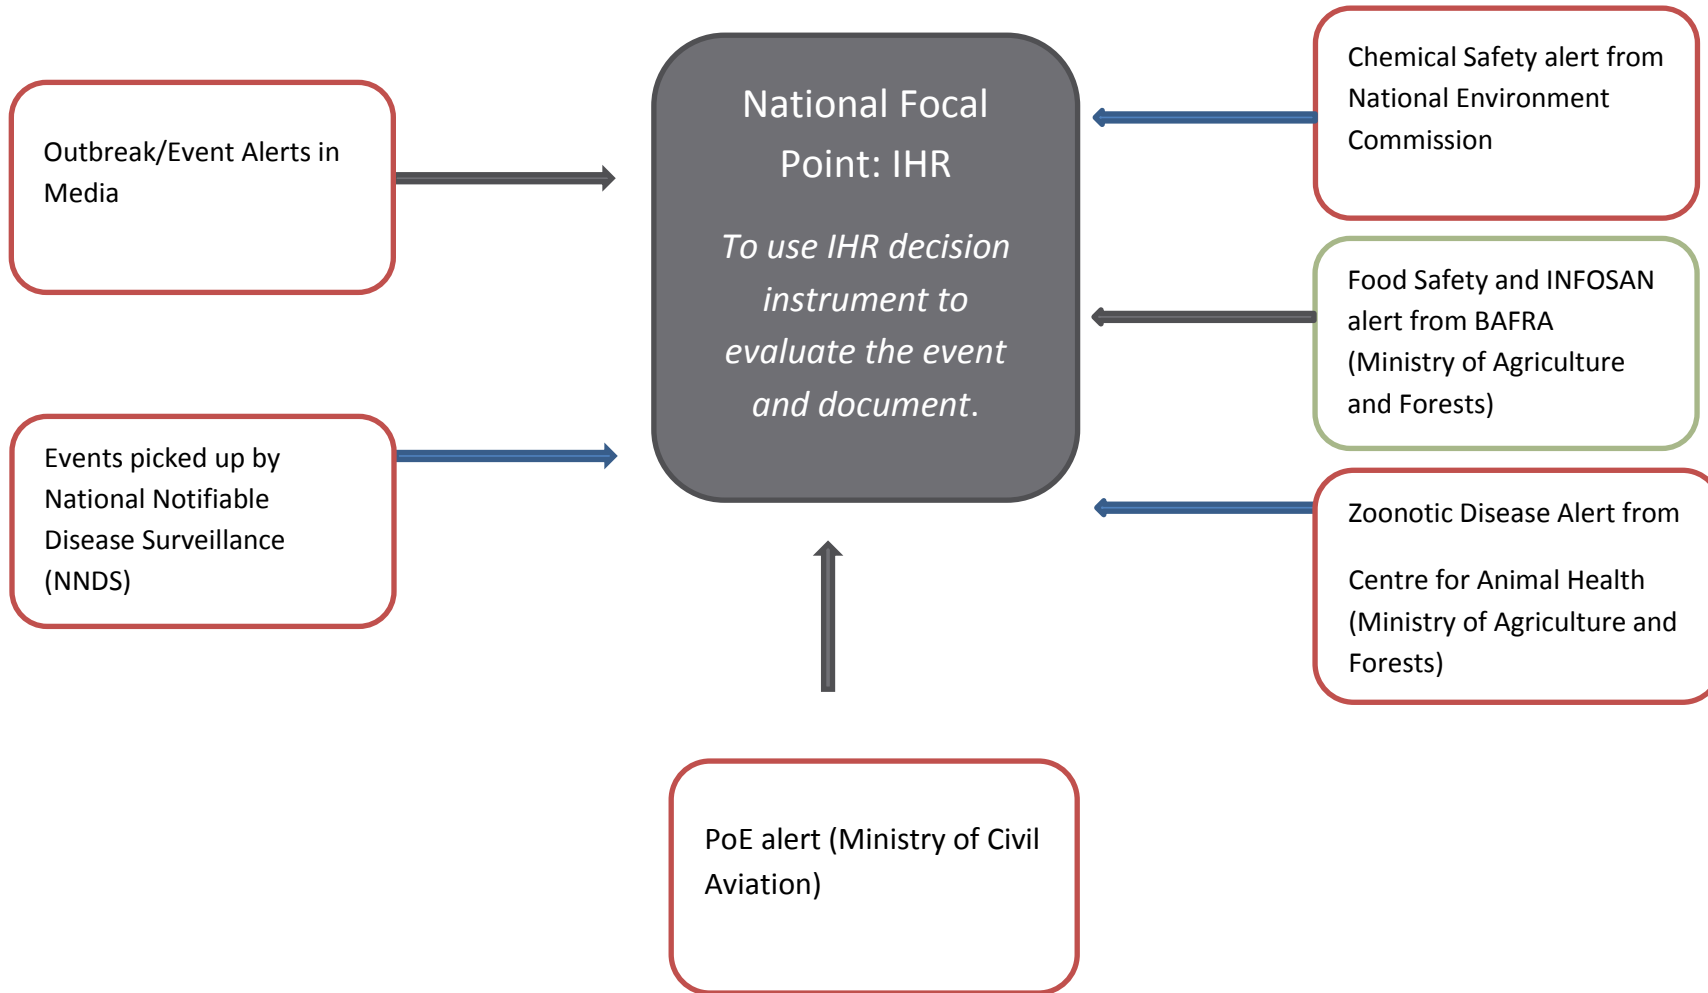 Outbreak/Event Alerts in
Media
Events picked up by
National Notifiable
Disease Surveillance
(NNDS)
National Focal
Point: IHR
To use IHR decision
instrument to
evaluate the event
and document.
PoE alert (Ministry of Civil
Aviation)
Chemical Safety alert from
National Environment
Commission
Food Safety and INFOSAN
alert from BAFRA
(Ministry of Agriculture
and Forests)
Zoonotic Disease Alert from
Centre for Animal Health
(Ministry of Agriculture and
Forests)